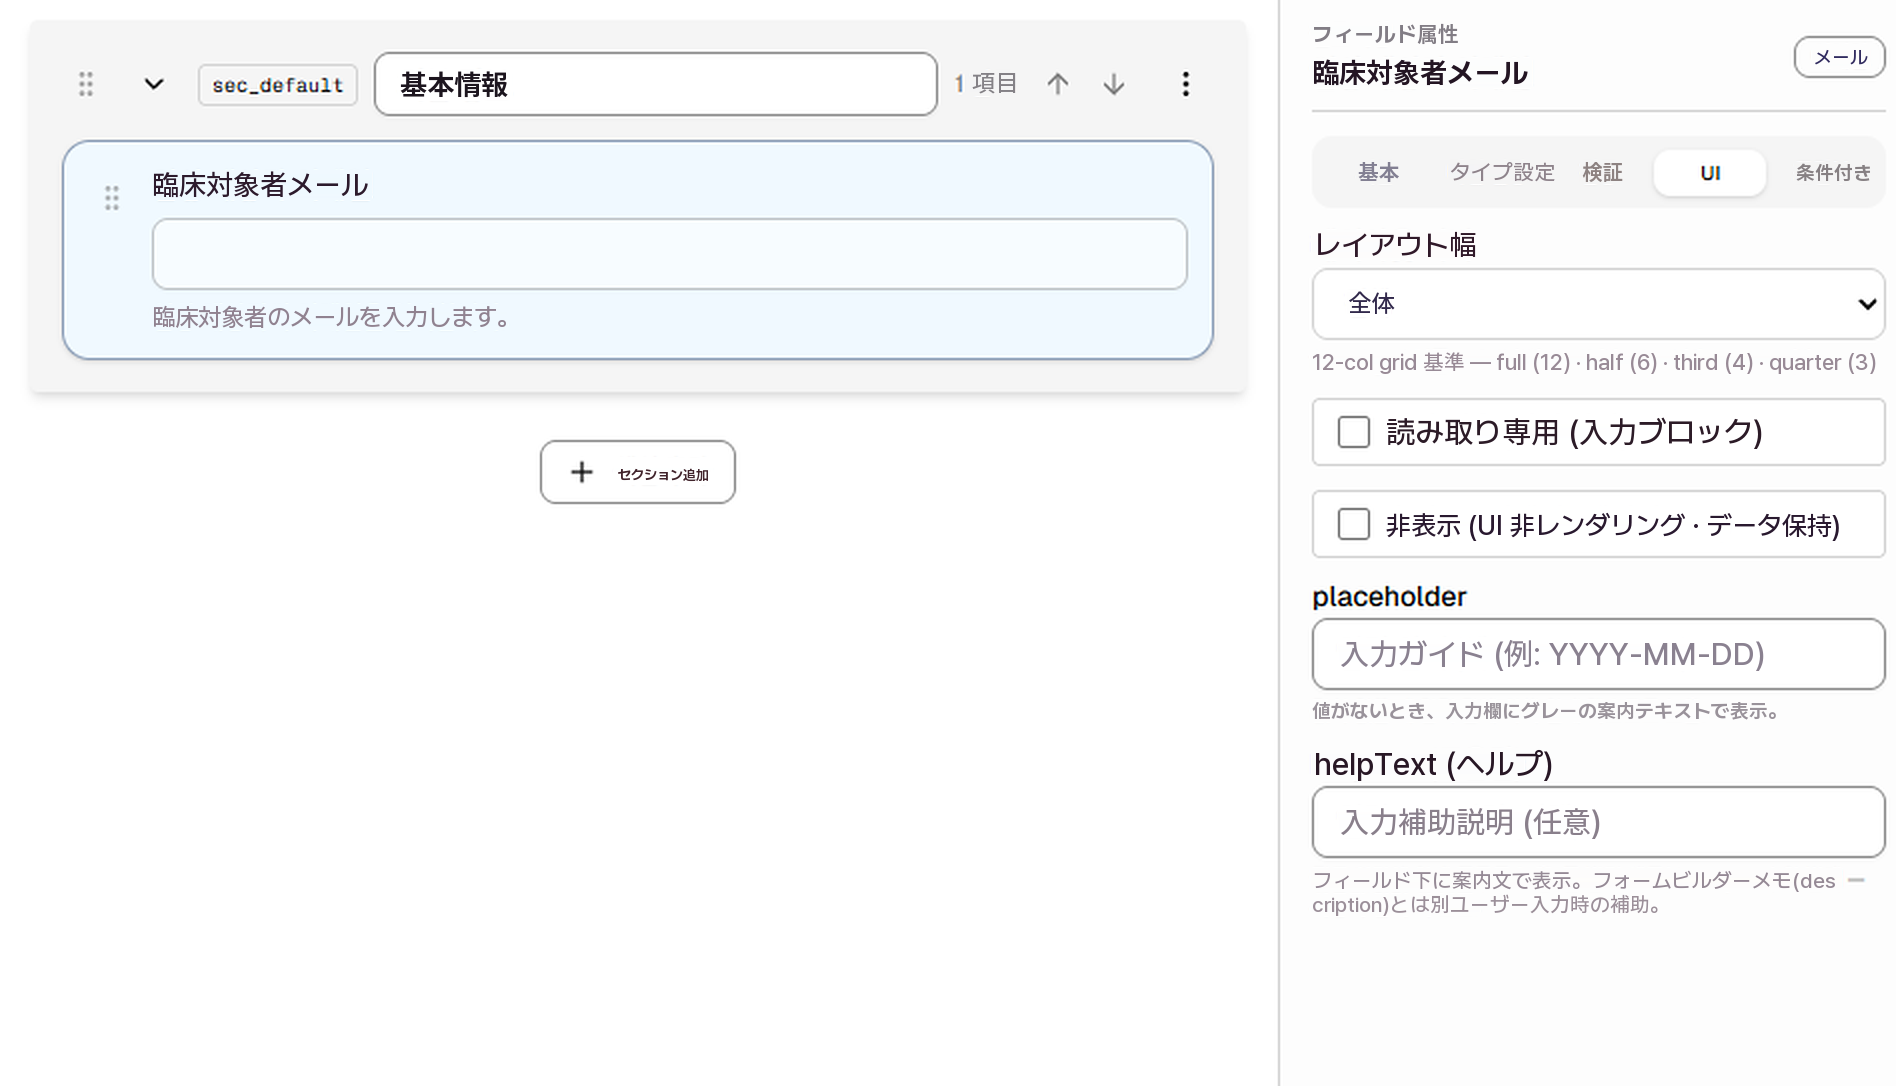 sec_default
基本情報
1 項目
臨床対象者メール
臨床対象者のメールを入力します。
セクション追加
フィールド属性
臨床対象者メール
メール
基本 タイプ設定 検証 UI 条件付き
レイアウト幅
全体
12-col grid 基準 — full (12) · half (6) · third (4) · quarter (3)
読み取り専用 (入力ブロック)
非表示 (UI 非レンダリング · データ保持)
placeholder
入力ガイド (例: YYYY-MM-DD)
値がないとき、入力欄にグレーの案内テキストで表示。
helpText (ヘルプ)
入力補助説明 (任意)
フィールド下に案内文で表示。フォームビルダーメモ(des —
cription)とは別ユーザー入力時の補助。